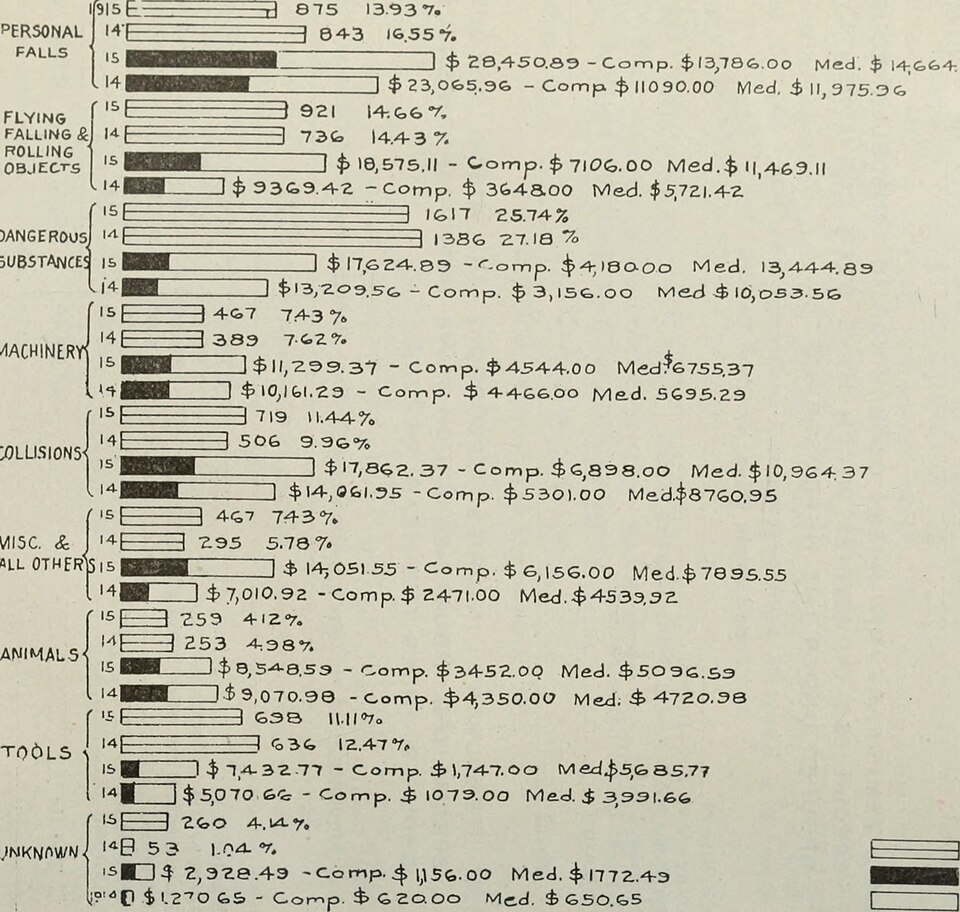 1915 875 13.93%
PERSONAL FALLS
14 843 16.55%
15 $28,450.89 - Comp. $13,786.00 Med. $14,664.
14 $23,065.96 - Comp $11090.00 Med. $11,975.96
FLYING FALLING & ROLLING OBJECTS
15 921 14.66%
14 736 14.43%
15 $18,575.11 - Comp. $7106.00 Med. $11,469.11
14 $9369.42 - Comp. $3648.00 Med. $5721.42
DANGEROUS SUBSTANCES
15 1617 25.74%
14 1386 27.18%
15 $17,624.89 - Comp. $4,180.00 Med. 13,444.89
14 $13,209.56 - Comp. $3,156.00 Med $10,053.56
MACHINERY
15 467 7.43%
14 389 7.62%
15 $11,299.37 - Comp. $4544.00 Med. $6755.37
14 $10,161.29 - Comp. $4466.00 Med. 5695.29
COLLISIONS
15 719 11.44%
14 506 9.96%
15 $17,862.37 - Comp. $6,898.00 Med. $10,964.37
14 $14,061.95 - Comp. $5301.00 Med. $8760.95
MISC. & ALL OTHERS
15 467 7.43%
14 295 5.78%
15 $14,051.55 - Comp. $6,156.00 Med. $7895.55
14 $7,010.92 - Comp. $2471.00 Med. $4539.92
ANIMALS
15 259 4.12%
14 253 4.98%
15 $8,548.59 - Comp. $3452.00 Med. $5096.59
14 $9,070.98 - Comp. $4,350.00 Med. $4720.98
TOOLS
15 698 11.11%
14 636 12.47%
15 $7,432.77 - Comp. $1,747.00 Med. $5,685.77
14 $5,070.66 - Comp. $1079.00 Med. $3,991.66
UNKNOWN
15 260 4.14%
14 53 1.04%
15 $2,928.49 - Comp. $1,156.00 Med. $1772.49
1914 $1,270.65 - Comp. $620.00 Med. $650.65